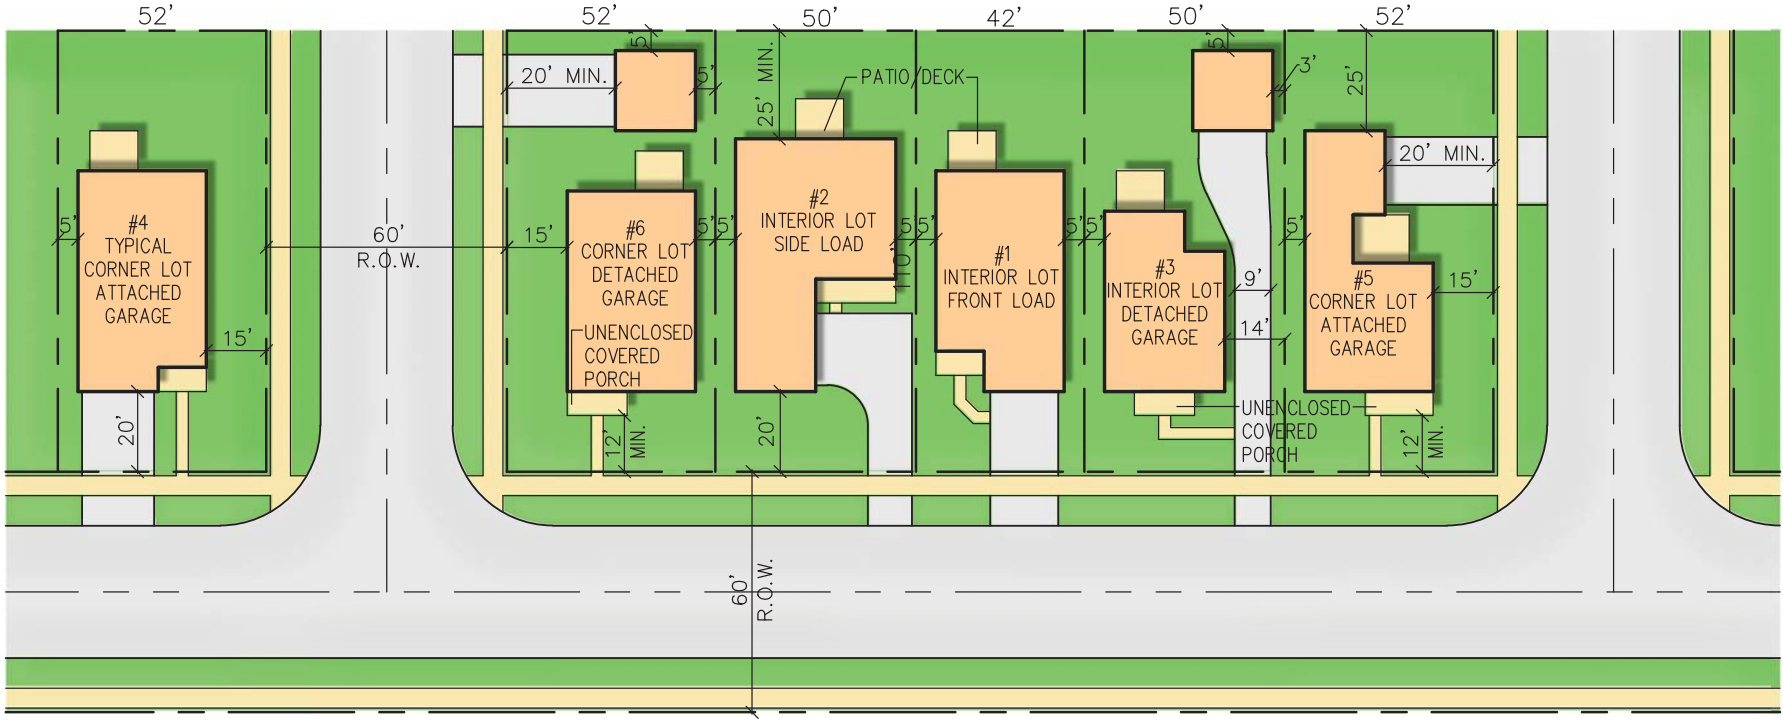 52'
52'
50'
42'
50'
52'
5'
20' MIN.
5'
25' MIN.
PATIO/DECK
5'
3'
25'
20' MIN.
5'
#4
TYPICAL
CORNER LOT
ATTACHED
GARAGE
15'
20'
60'
R.O.W.
15'
#6
CORNER LOT
DETACHED
GARAGE
UNENCLOSED
COVERED
PORCH
12'
MIN.
5'
5'
#2
INTERIOR LOT
SIDE LOAD
10'
20'
5'
5'
#1
INTERIOR LOT
FRONT LOAD
5'
5'
#3
INTERIOR LOT
DETACHED
GARAGE
9'
14'
5'
#5
CORNER LOT
ATTACHED
GARAGE
15'
UNENCLOSED
COVERED
PORCH
12'
MIN.
60'
R.O.W.